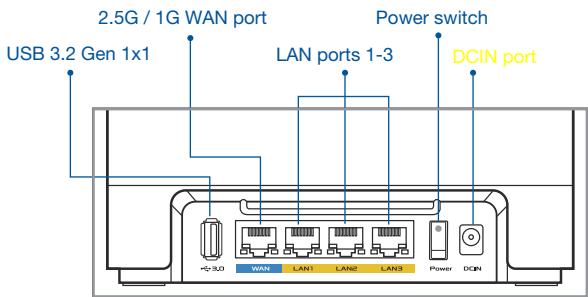 2.5G / 1G WAN port
Power switch
USB 3.2 Gen 1x1
LAN ports 1-3
DCIN port
3.0
WAN
LAN1
LAN2
LAN3
Power
DCIN